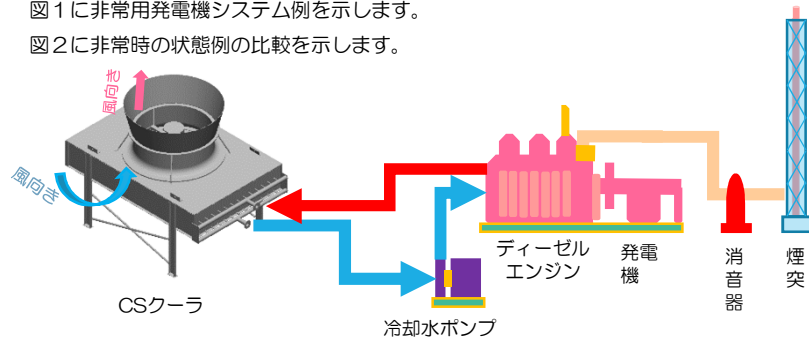 図１に非常用発電機システム例を示します。
図２に非常時の状態例の比較を示します。
風向き
風向き
CSクーラ
冷却水ポンプ
ディーゼル
エンジン
発電
機
消
音
器
煙
突